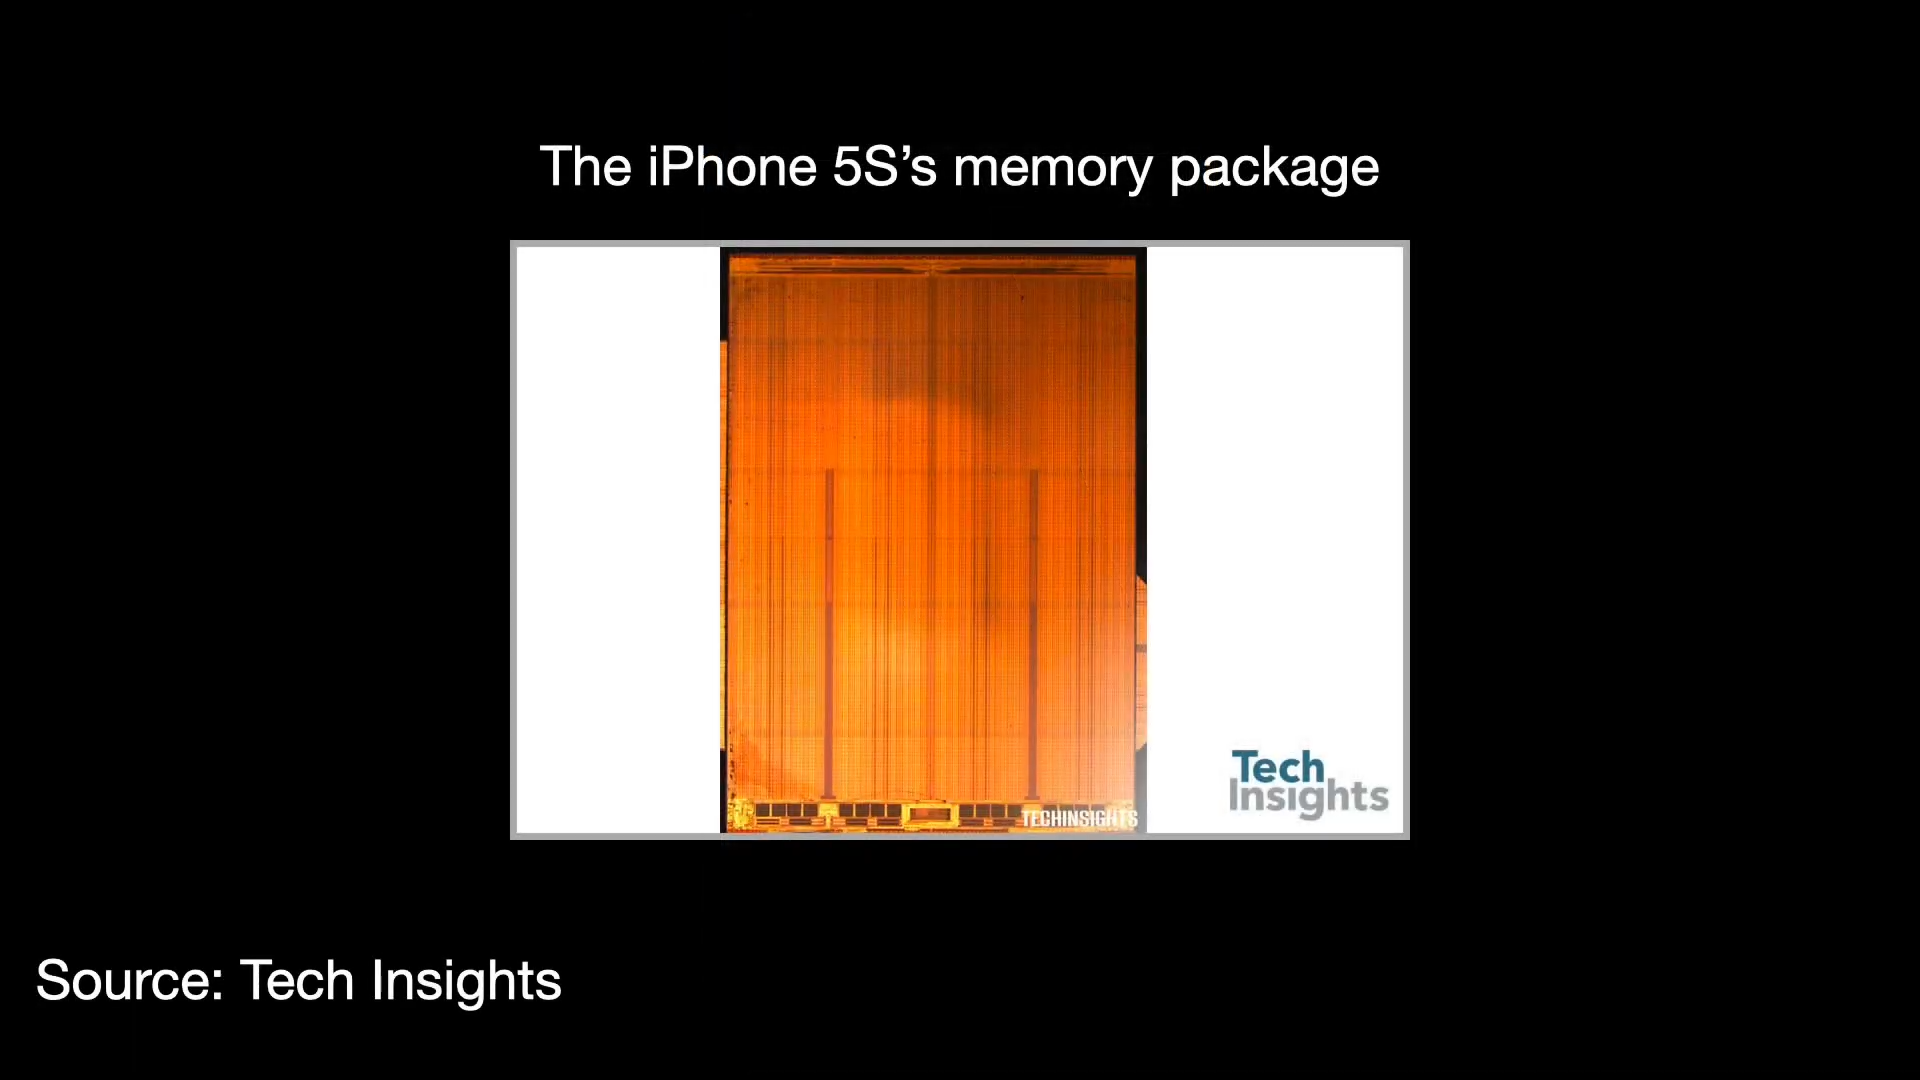 The iPhone 5S’s memory package
TECHINSIGHTS
Tech
Insights
Source: Tech Insights